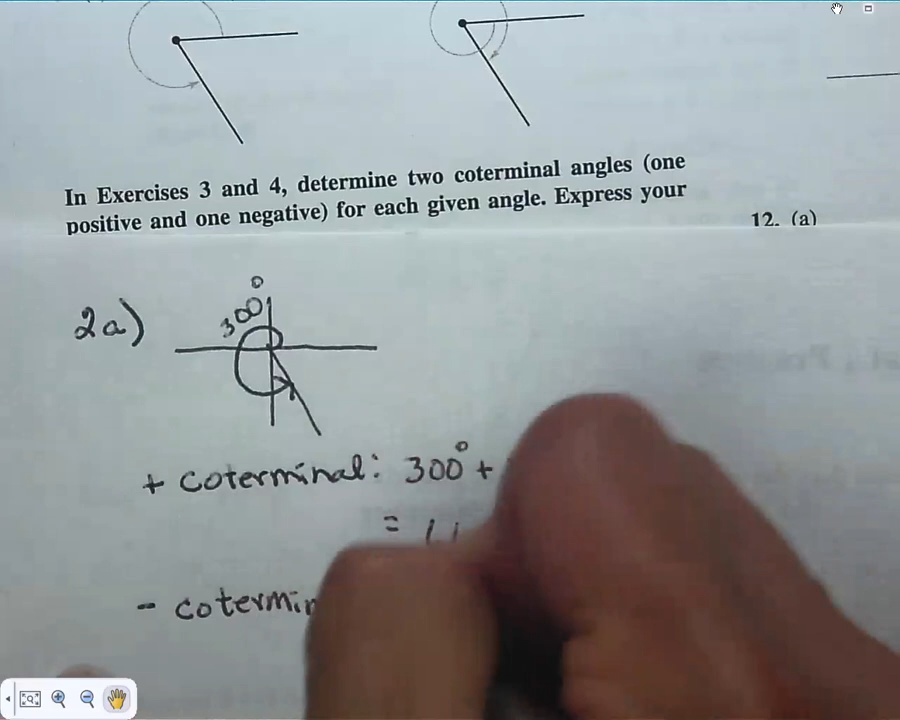 In Exercises 3 and 4, determine two coterminal angles (one
positive and one negative) for each given angle. Express your
12. (a)
2a)
300°
+ coterminal: 300° +
=
- cotermin